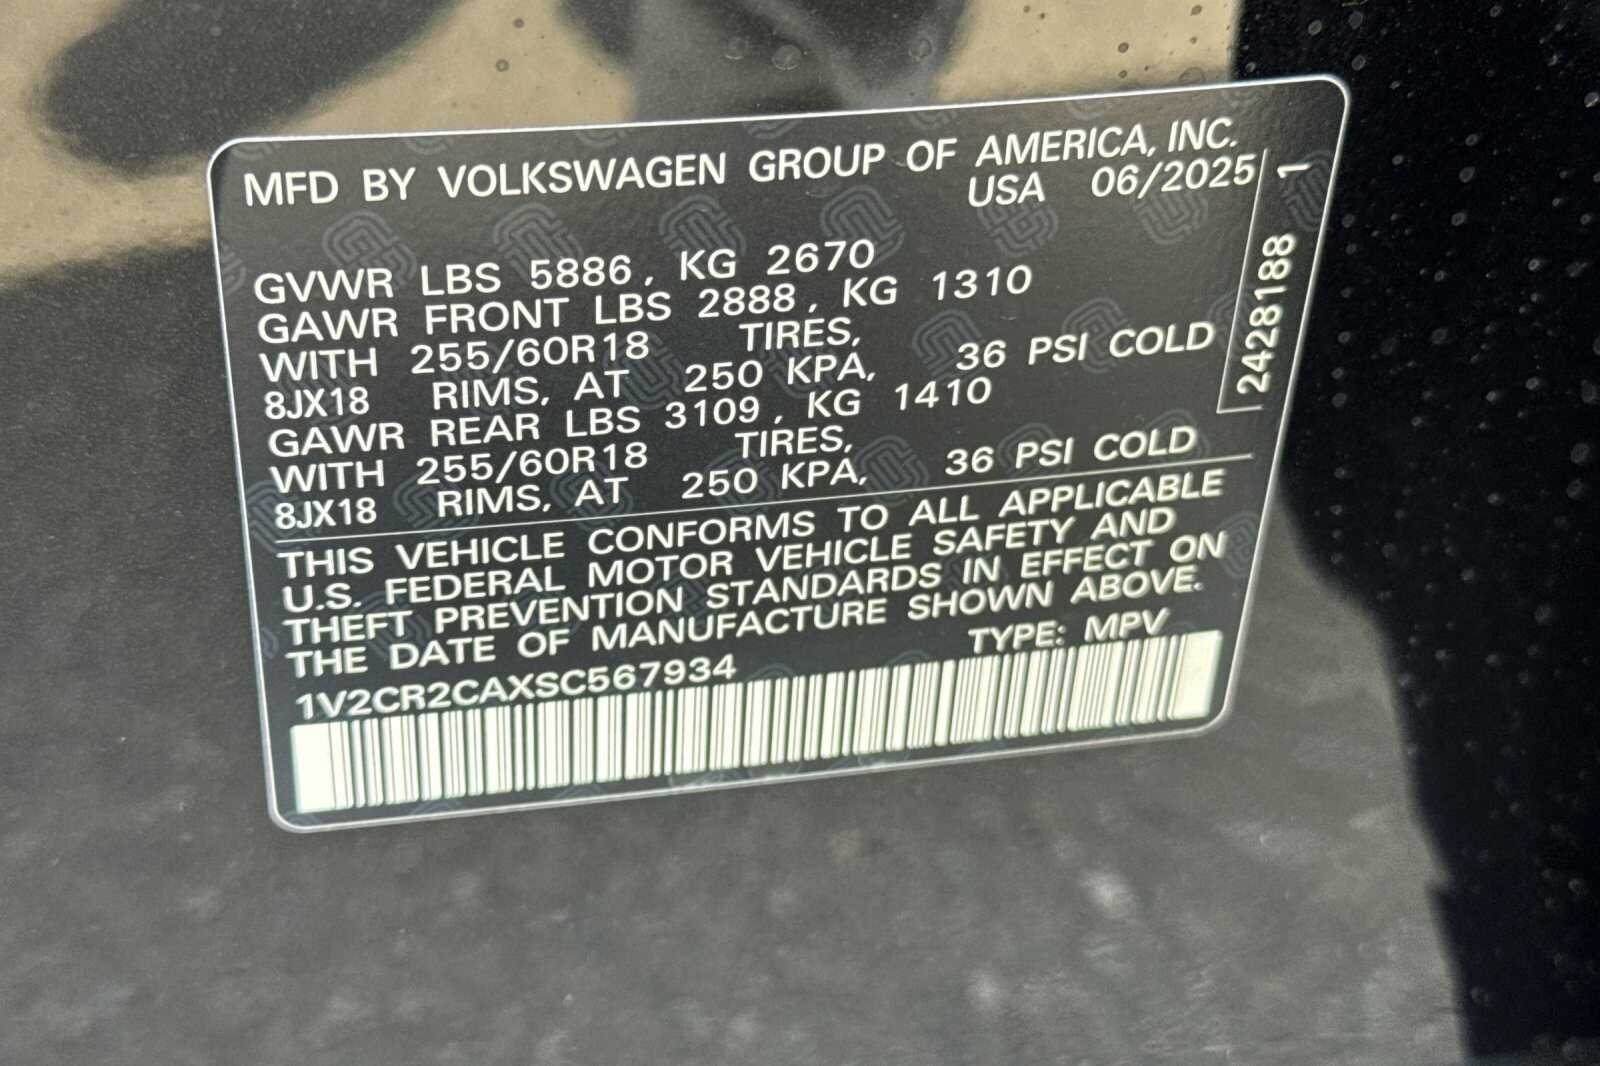 MFD BY VOLKSWAGEN GROUP OF AMERICA, INC.
USA 06/2025
GVWR LBS 5886, KG 2670
GAWR FRONT LBS 2888, KG 1310
WITH 255/60R18 TIRES,
8JX18 RIMS, AT 250 KPA, 36 PSI COLD
GAWR REAR LBS 3109, KG 1410
WITH 255/60R18 TIRES,
8JX18 RIMS, AT 250 KPA, 36 PSI COLD
THIS VEHICLE CONFORMS TO ALL APPLICABLE
U.S. FEDERAL MOTOR VEHICLE SAFETY AND
THEFT PREVENTION STANDARDS IN EFFECT ON
THE DATE OF MANUFACTURE SHOWN ABOVE.
1V2CR2CAXSC567934 TYPE: MPV
2428188 1